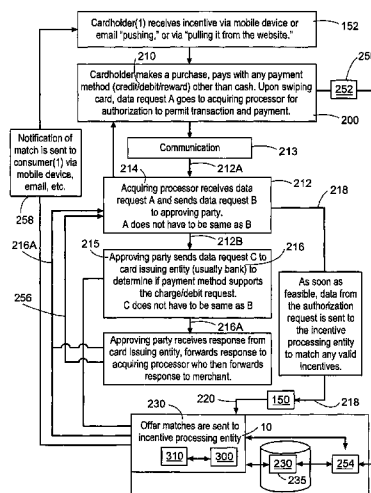 Cardholder(1) receives incentive via mobile device or
email "pushing," or via "pulling it from the website."
152
210
Cardholder makes a purchase, pays with any payment
method (credit/debit/reward) other than cash. Upon swiping
card, data request A goes to acquiring processor for
authorization to permit transaction and payment.
200
252
25
Communication
213
212A
Notification of
match is sent to
consumer(1) via
mobile device,
email, etc.
258
214
Acquiring processor receives data
request A and sends data request B
to approving party.
A does not have to be same as B
212
218
216A
212B
215
216
Approving party sends data request C
to card issuing entity (usually bank) to
determine if payment method supports
the charge/debit request.
C does not have to be same as B
256
216A
Approving party receives response from
card issuing entity, forwards response to
acquiring processor who then forwards
response to merchant.
As soon as
feasible, data from
the authorization
request is sent to
the incentive
processing entity
to match any valid
incentives.
230
220
150
218
Offer matches are sent to
incentive processing entity
10
310
300
230
235
254